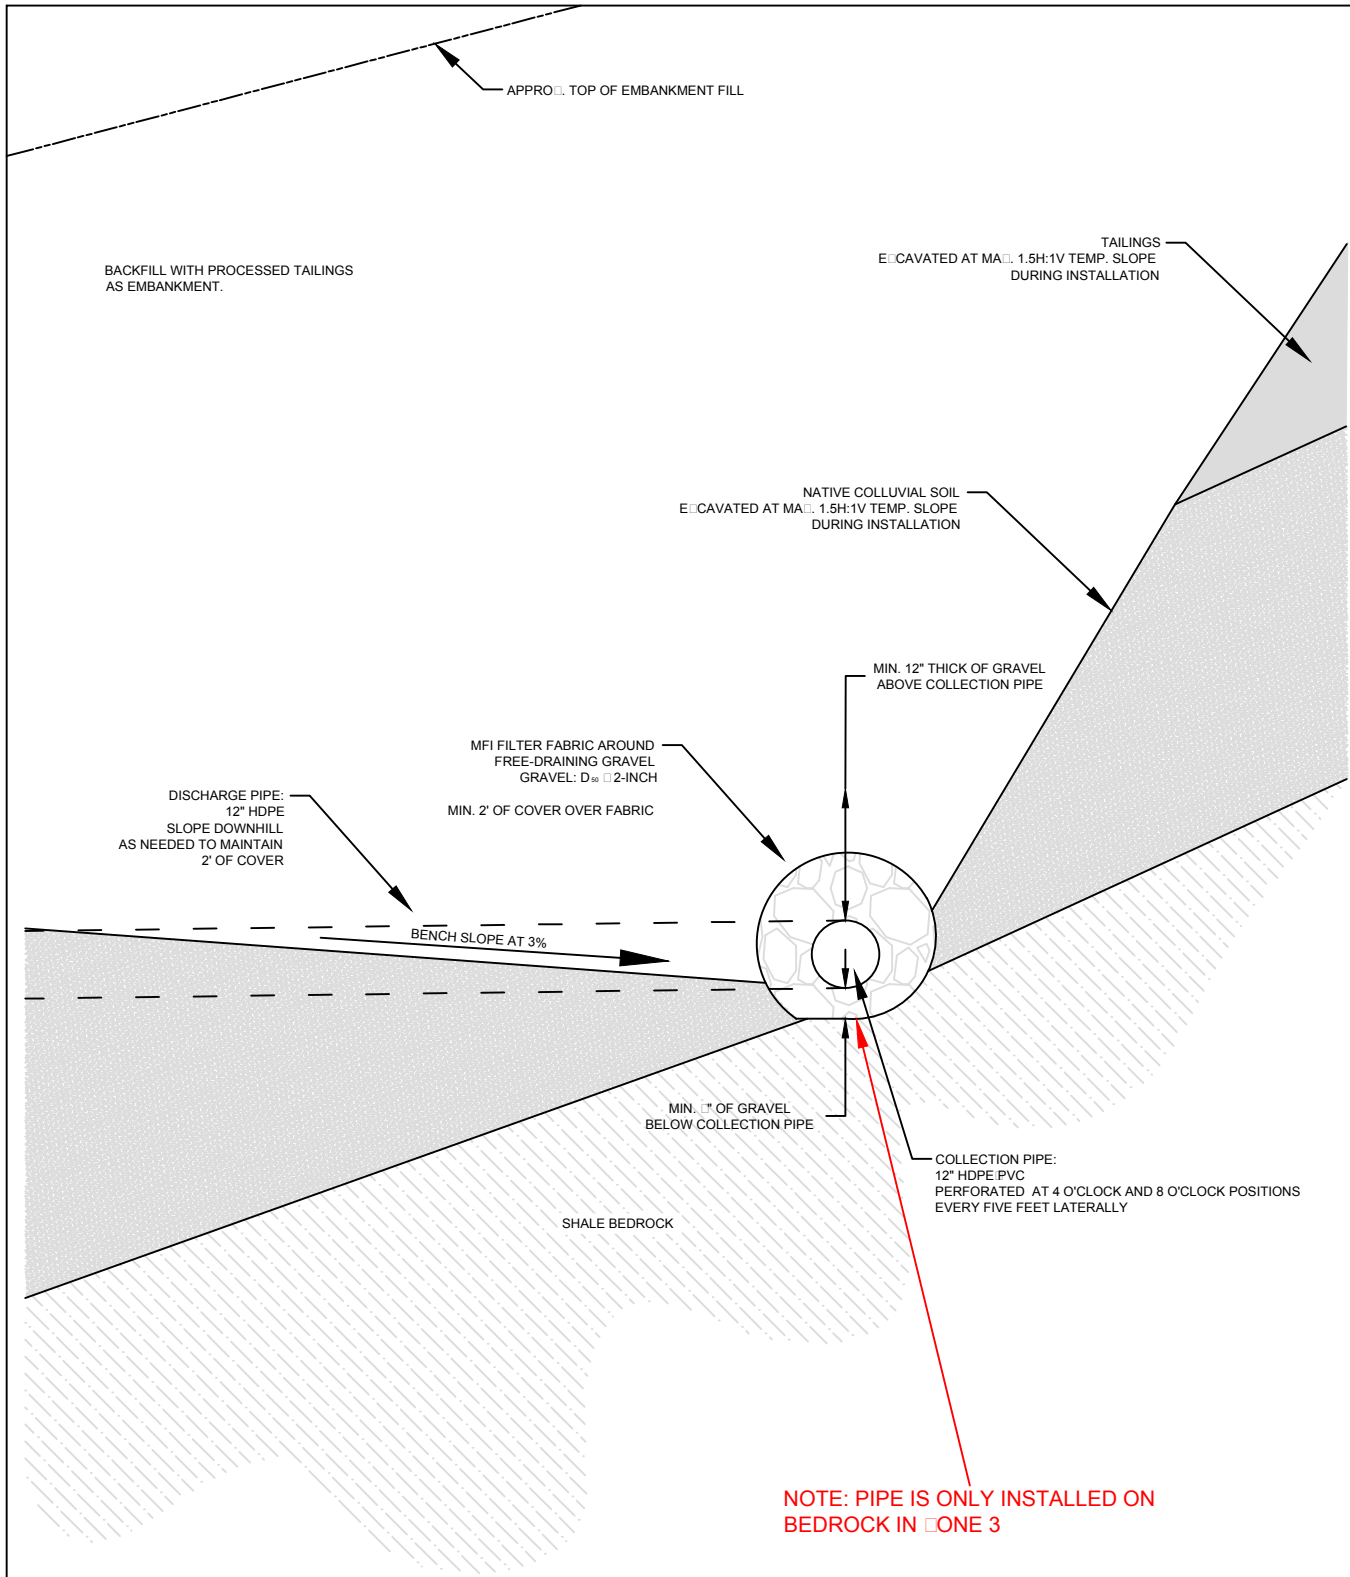 APPRO□. TOP OF EMBANKMENT FILL
BACKFILL WITH PROCESSED TAILINGS
AS EMBANKMENT.
TAILINGS
E□CAVATED AT MA□. 1.5H:1V TEMP. SLOPE
DURING INSTALLATION
NATIVE COLLUVIAL SOIL
E□CAVATED AT MA□. 1.5H:1V TEMP. SLOPE
DURING INSTALLATION
MIN. 12" THICK OF GRAVEL
ABOVE COLLECTION PIPE
MFI FILTER FABRIC AROUND
FREE-DRAINING GRAVEL
GRAVEL: D₅₀ □ 2-INCH
MIN. 2' OF COVER OVER FABRIC
DISCHARGE PIPE:
12" HDPE
SLOPE DOWNHILL
AS NEEDED TO MAINTAIN
2' OF COVER
BENCH SLOPE AT 3%
MIN. □" OF GRAVEL
BELOW COLLECTION PIPE
COLLECTION PIPE:
12" HDPE□PVC
PERFORATED AT 4 O'CLOCK AND 8 O'CLOCK POSITIONS
EVERY FIVE FEET LATERALLY
SHALE BEDROCK
NOTE: PIPE IS ONLY INSTALLED ON
BEDROCK IN □ONE 3